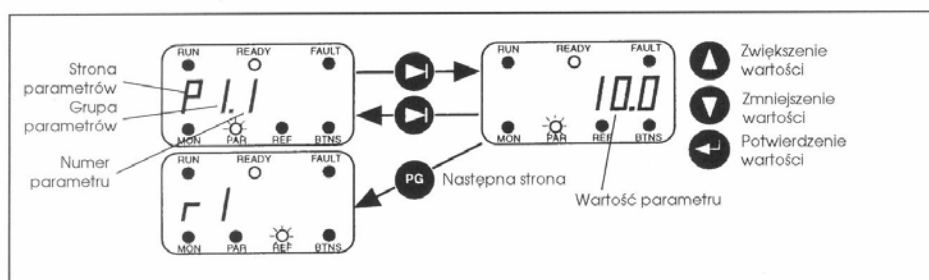 RUN READY FAULT
P 1.1
MON PAR REF BTNS
Strona
parametrów
Grupa
parametrów
Numer
parametru
RUN READY FAULT
10.0
MON PAR REF BTNS
Zwiększenie
wartości
Zmniejszenie
wartości
Potwierdzenie
wartości
RUN READY FAULT
r1
MON PAR REF BTNS
PG Następna strona
Wartość parametru